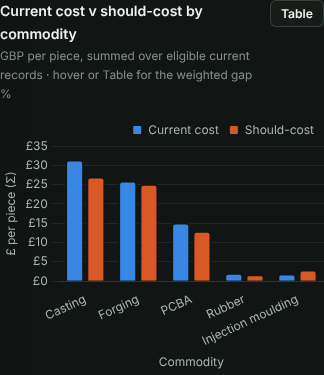 Current cost v should-cost by
commodity
Table
GBP per piece, summed over eligible current
records · hover or Table for the weighted gap
%
Current cost
Should-cost
£35
£30
£25
£20
£15
£10
£5
£0
£ per piece (Σ)
Casting
Forging
PCBA
Rubber
Injection moulding
Commodity